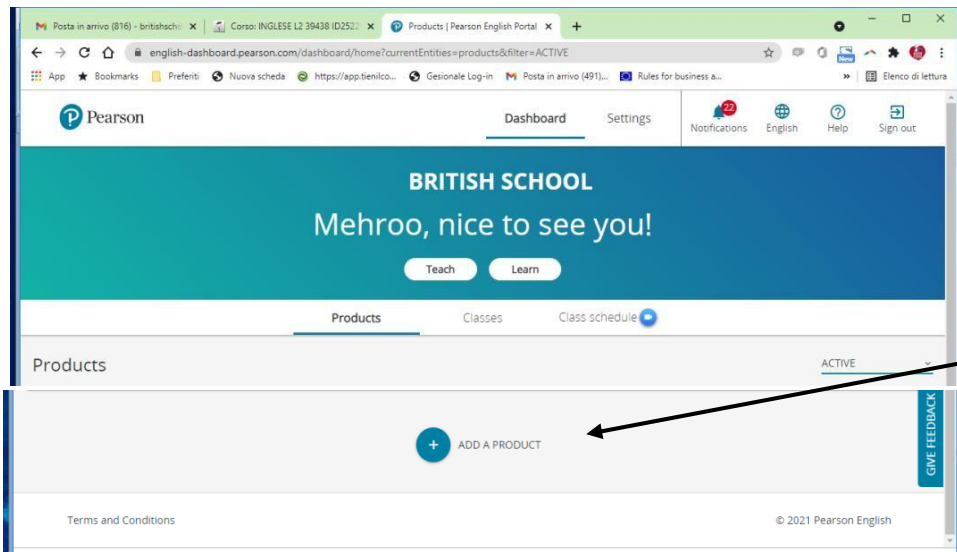 Posta in arrivo (816) - britishscho
Corso: INGLESE L2 39438 ID2522
Products | Pearson English Portal
english-dashboard.pearson.com/dashboard/home?currentEntities=products&filter=ACTIVE
New
App Bookmarks Preferiti Nuova scheda https://app.tienilco... Gesionale Log-in Posta in arrivo (491)... Rules for business a... » Elenco di lettura
Pearson
Dashboard Settings
22
Notifications English Help Sign out
BRITISH SCHOOL
Mehroo, nice to see you!
Teach Learn
Products Classes Class schedule
Products
ACTIVE
+ ADD A PRODUCT
GIVE FEEDBACK
Terms and Conditions
© 2021 Pearson English